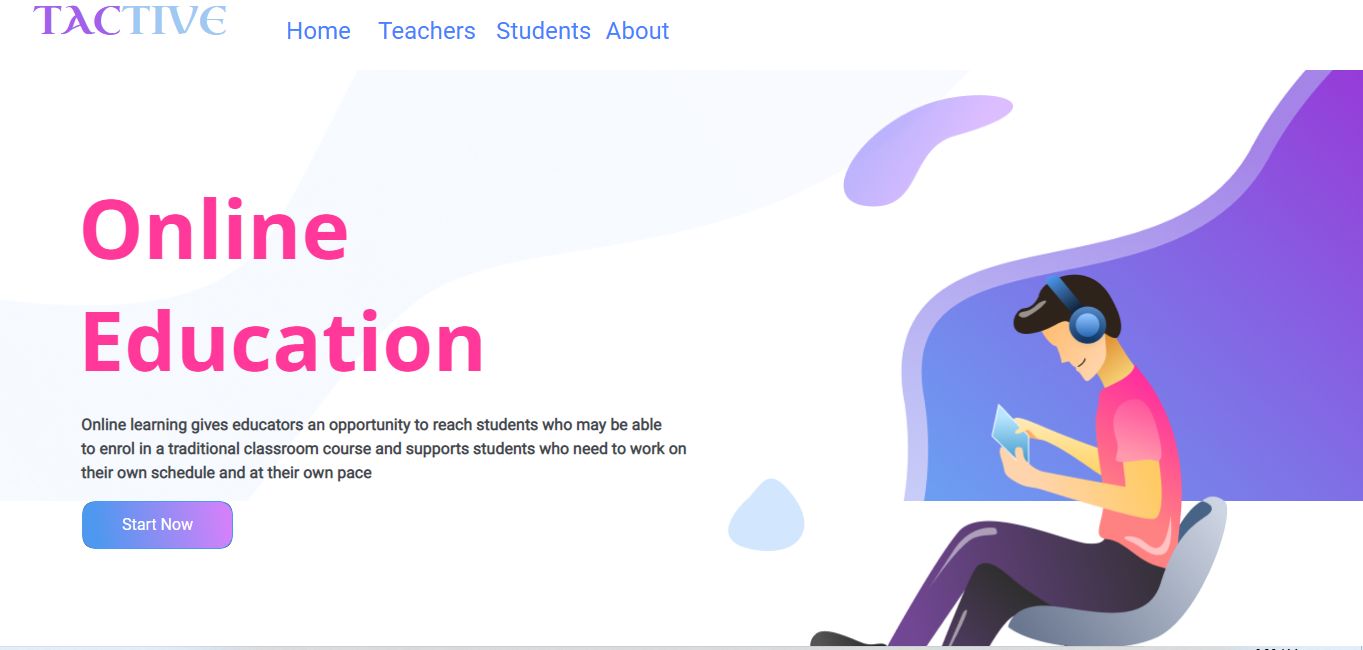 TACTIVE
Home Teachers Students About
Online
Education
Online learning gives educators an opportunity to reach students who may be able
to enrol in a traditional classroom course and supports students who need to work on
their own schedule and at their own pace
Start Now